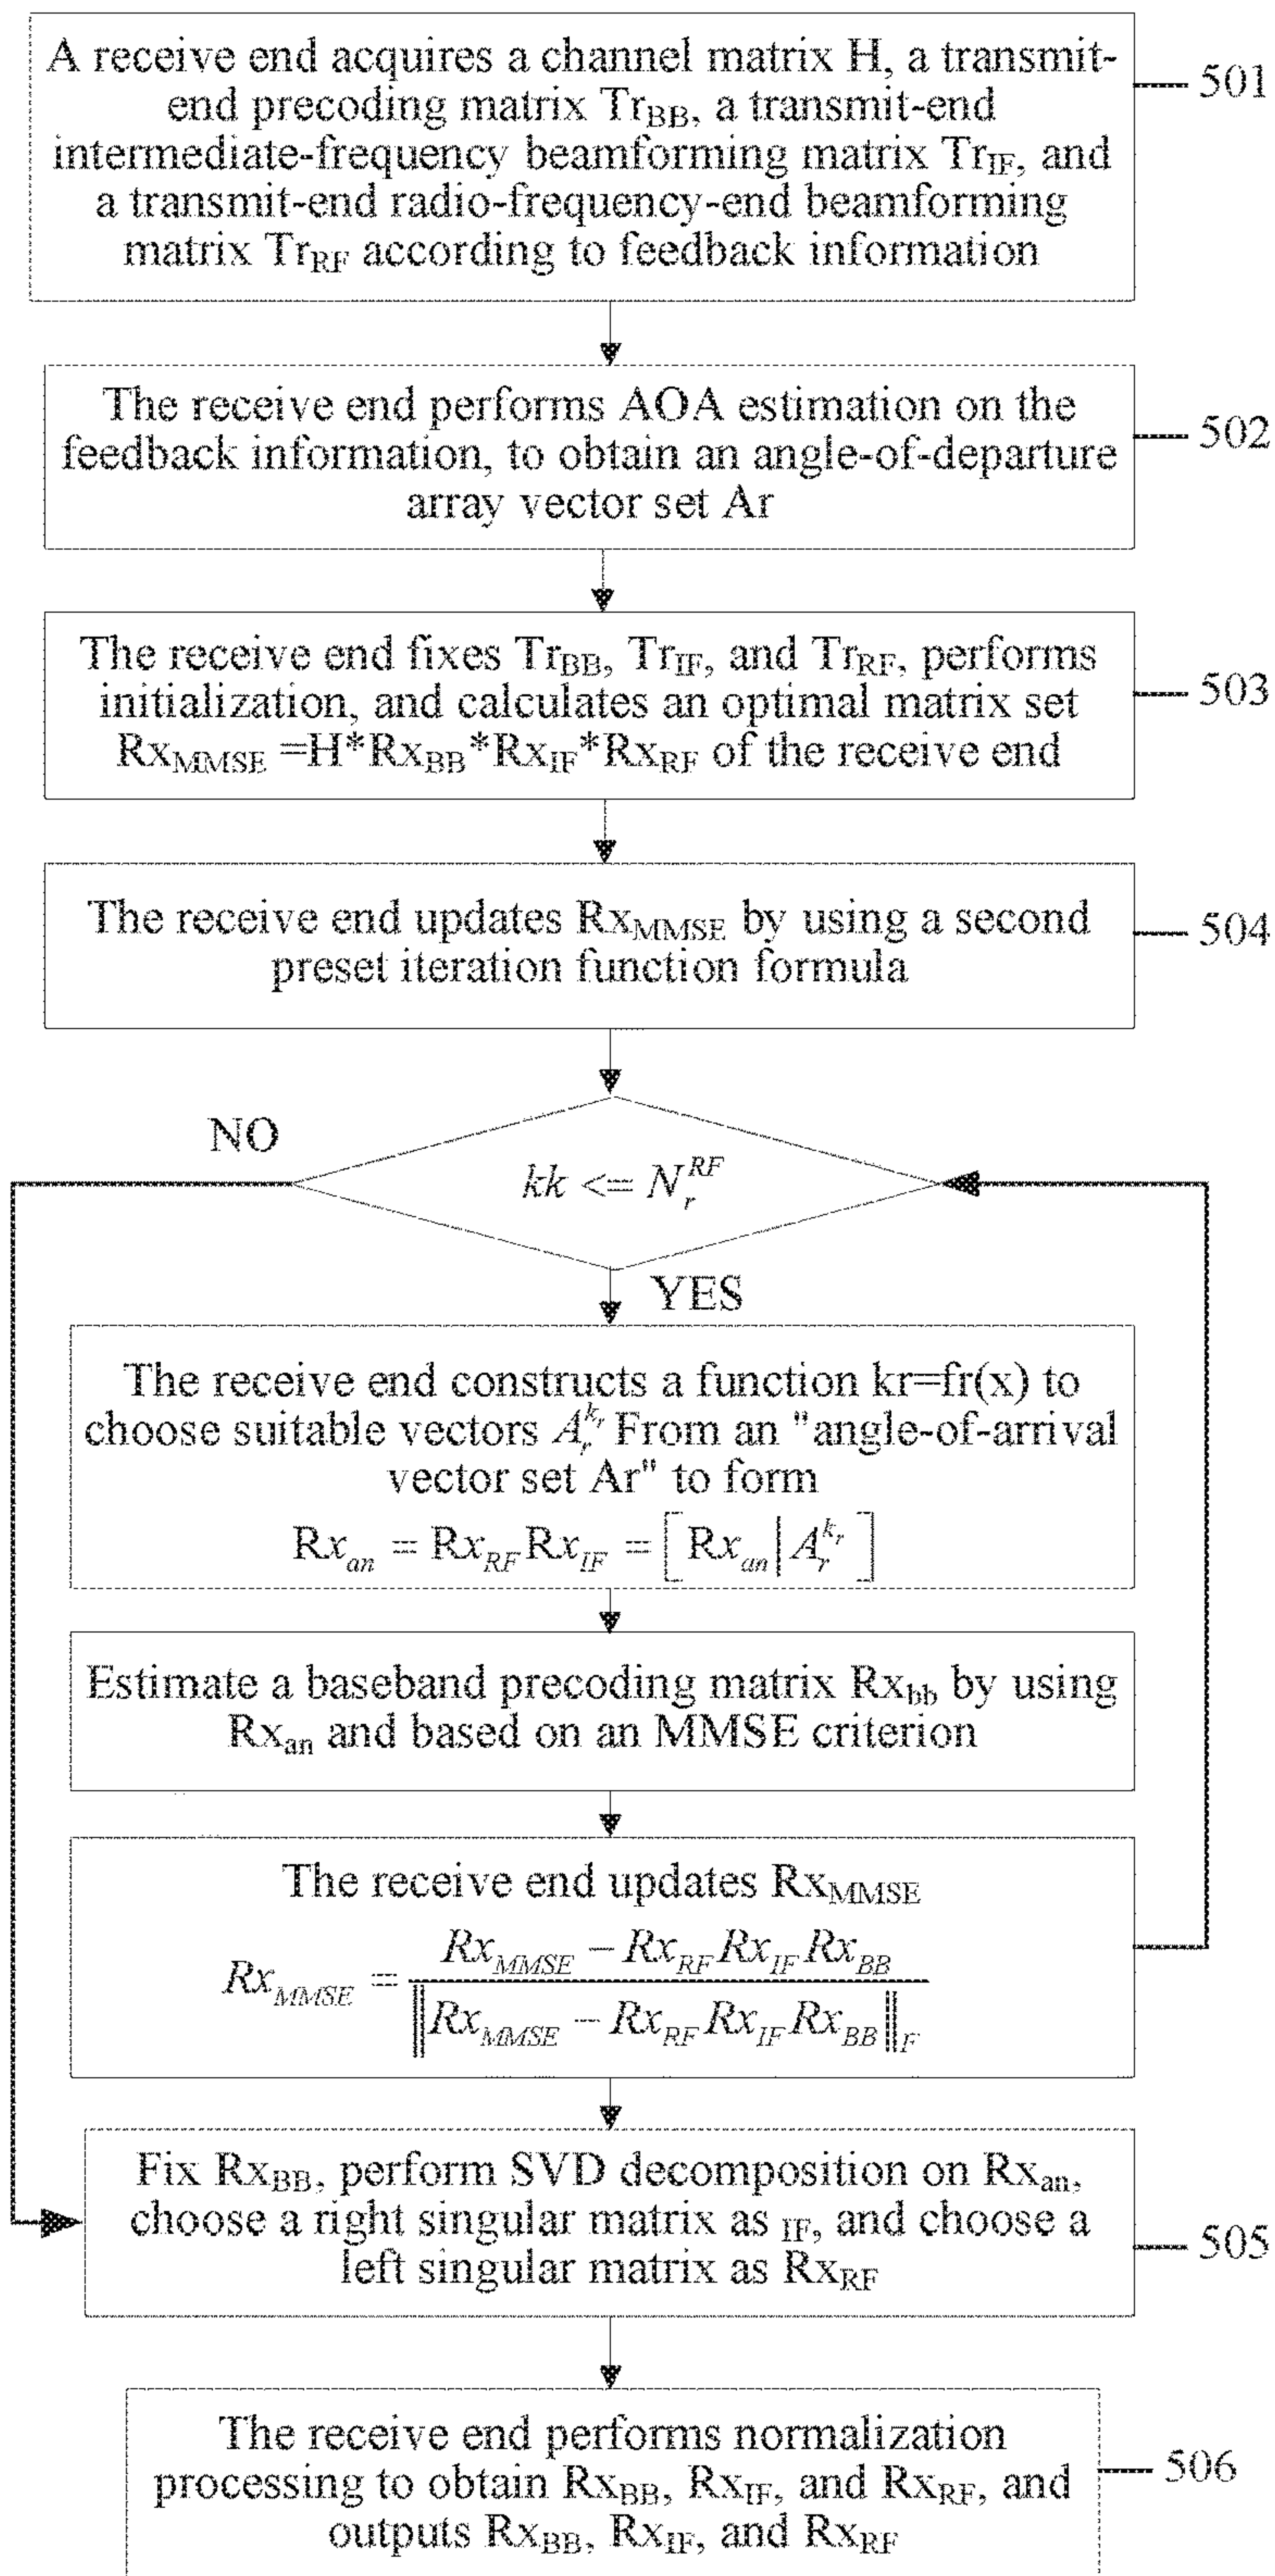 A receive end acquires a channel matrix H, a transmit-
end precoding matrix Tr_BB, a transmit-end
intermediate-frequency beamforming matrix Tr_IF, and
a transmit-end radio-frequency-end beamforming
matrix Tr_RF according to feedback information
501
The receive end performs AOA estimation on the
feedback information, to obtain an angle-of-departure
array vector set Ar
502
The receive end fixes Tr_BB, Tr_IF, and Tr_RF, performs
initialization, and calculates an optimal matrix set
Rx_MMSE =H*Rx_BB*Rx_IF*Rx_RF of the receive end
503
The receive end updates Rx_MMSE by using a second
preset iteration function formula
504
NO
kk <= N_r^RF
YES
The receive end constructs a function kr=fr(x) to
choose suitable vectors A_r^{k_r} From an "angle-of-arrival
vector set Ar" to form
Rx_an = Rx_RF Rx_IF = [ Rx_an | A_r^{k_r} ]
Estimate a baseband precoding matrix Rx_bb by using
Rx_an and based on an MMSE criterion
The receive end updates Rx_MMSE
Rx_MMSE = \frac{Rx_MMSE − Rx_RF Rx_IF Rx_BB}{‖Rx_MMSE − Rx_RF Rx_IF Rx_BB‖_F}
Fix Rx_BB, perform SVD decomposition on Rx_an,
choose a right singular matrix as _IF, and choose a
left singular matrix as Rx_RF
505
The receive end performs normalization
processing to obtain Rx_BB, Rx_IF, and Rx_RF, and
outputs Rx_BB, Rx_IF, and Rx_RF
506